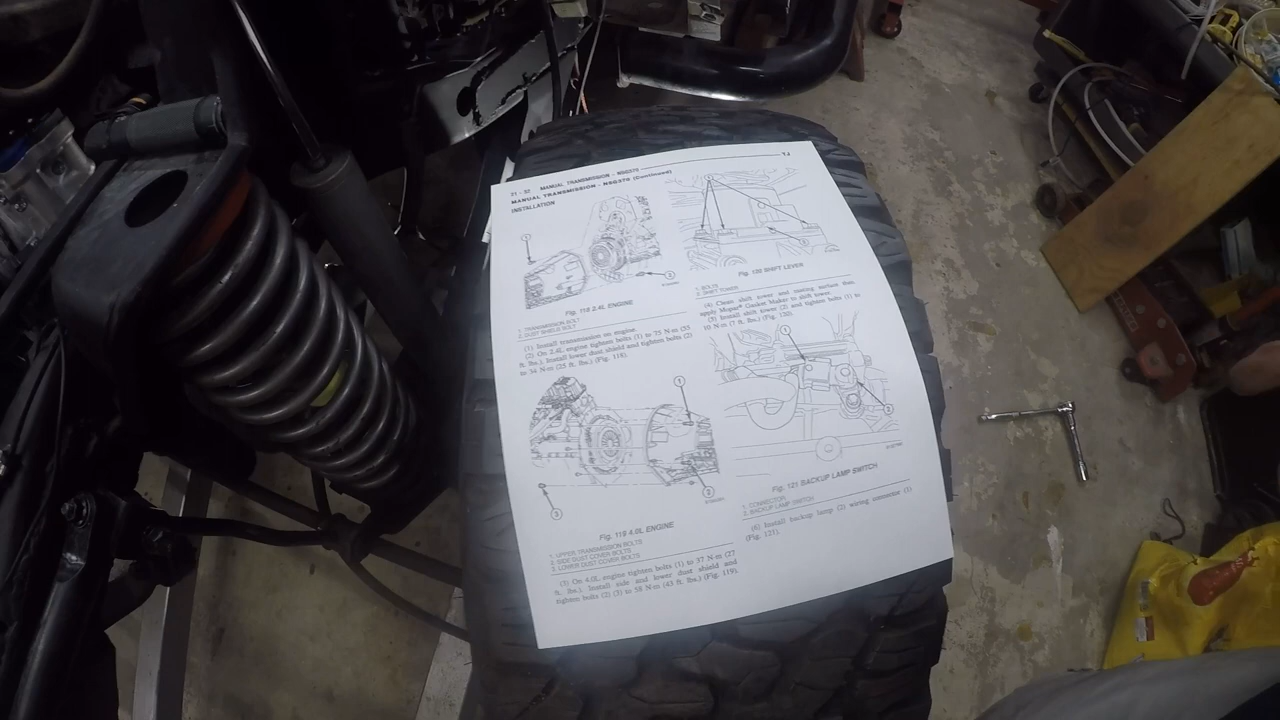 21 - 52 MANUAL TRANSMISSION - NSG370
TJ
MANUAL TRANSMISSION - NSG370 (Continued)
INSTALLATION
1
2
Fig. 118 2.4L ENGINE
1. TRANSMISSION BOLT
2. DUST SHIELD BOLT
(1) Install transmission on engine.
(2) On 2.4L engine tighten bolts (1) to 75 N·m (55
ft. lbs.). Install lower dust shield and tighten bolts (2)
to 34 N·m (25 ft. lbs.) (Fig. 118).
1
2
3
Fig. 119 4.0L ENGINE
1. UPPER TRANSMISSION BOLTS
2. SIDE DUST COVER BOLTS
3. LOWER DUST COVER BOLTS
(3) On 4.0L engine tighten bolts (1) to 37 N·m (27
ft. lbs.). Install side and lower dust shield and
tighten bolts (2) (3) to 58 N·m (43 ft. lbs.) (Fig. 119).
Fig. 120 SHIFT LEVER
1. BOLTS
2. SHIFT TOWER
(4) Clean shift tower and mating surface then
apply Mopar® Gasket Maker to shift tower.
(5) Install shift tower (2) and tighten bolts (1) to
10 N·m (7 ft. lbs.) (Fig. 120).
1
2
Fig. 121 BACKUP LAMP SWITCH
1. CONNECTOR
2. BACKUP LAMP SWITCH
(6) Install backup lamp (2) wiring connector (1)
(Fig. 121).